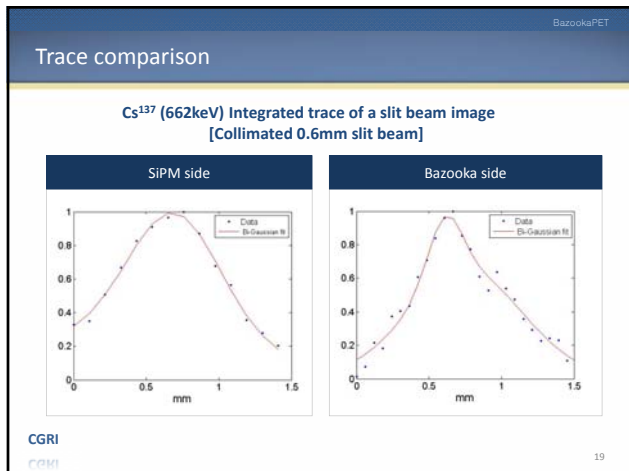 BazookaPET
Trace comparison
Cs137 (662keV) Integrated trace of a slit beam image
[Collimated 0.6mm slit beam]
SiPM side
Bazooka side
1
0.8
0.6
0.4
0.2
0
0
0.5
1
1.5
mm
Data
Bi-Gaussian fit
1
0.8
0.6
0.4
0.2
0
0
0.5
1
1.5
mm
Data
Bi-Gaussian fit
CGRI
19